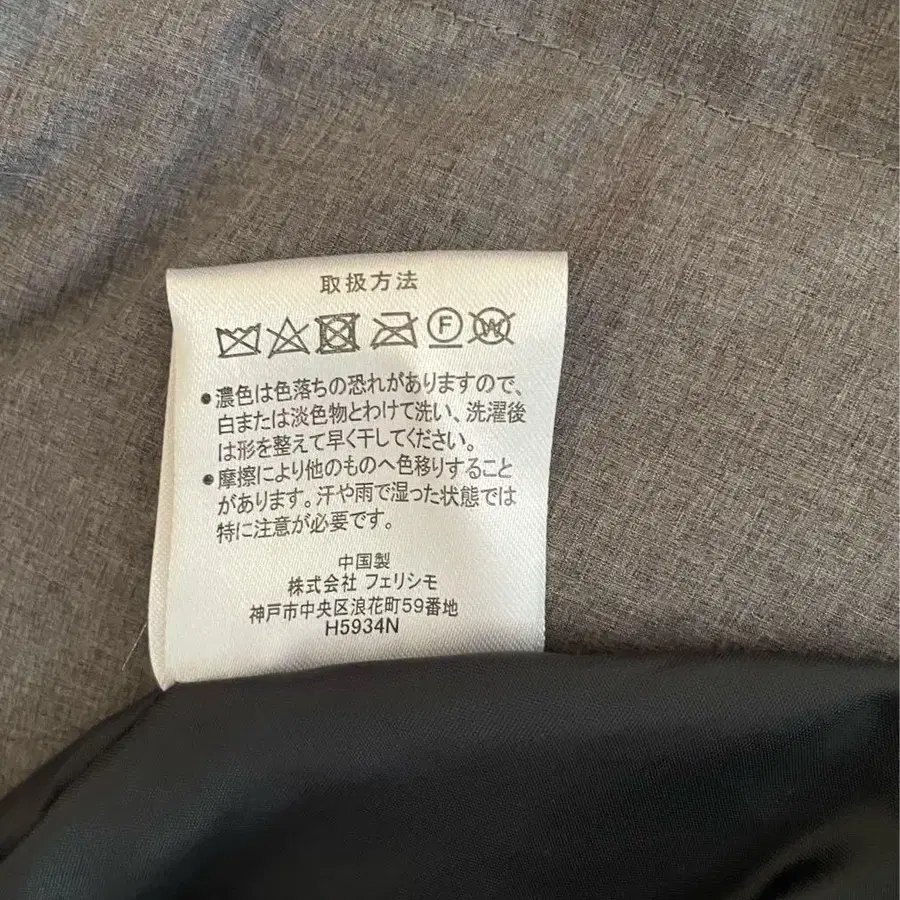 取扱方法
F W
●濃色は色落ちの恐れがありますので、
白または淡色物とわけて洗い、洗濯後
は形を整えて早く干してください。
●摩擦により他のものへ色移りすること
があります。汗や雨で湿った状態では
特に注意が必要です。
中国製
株式会社 フェリシモ
神戸市中央区浪花町59番地
H5934N